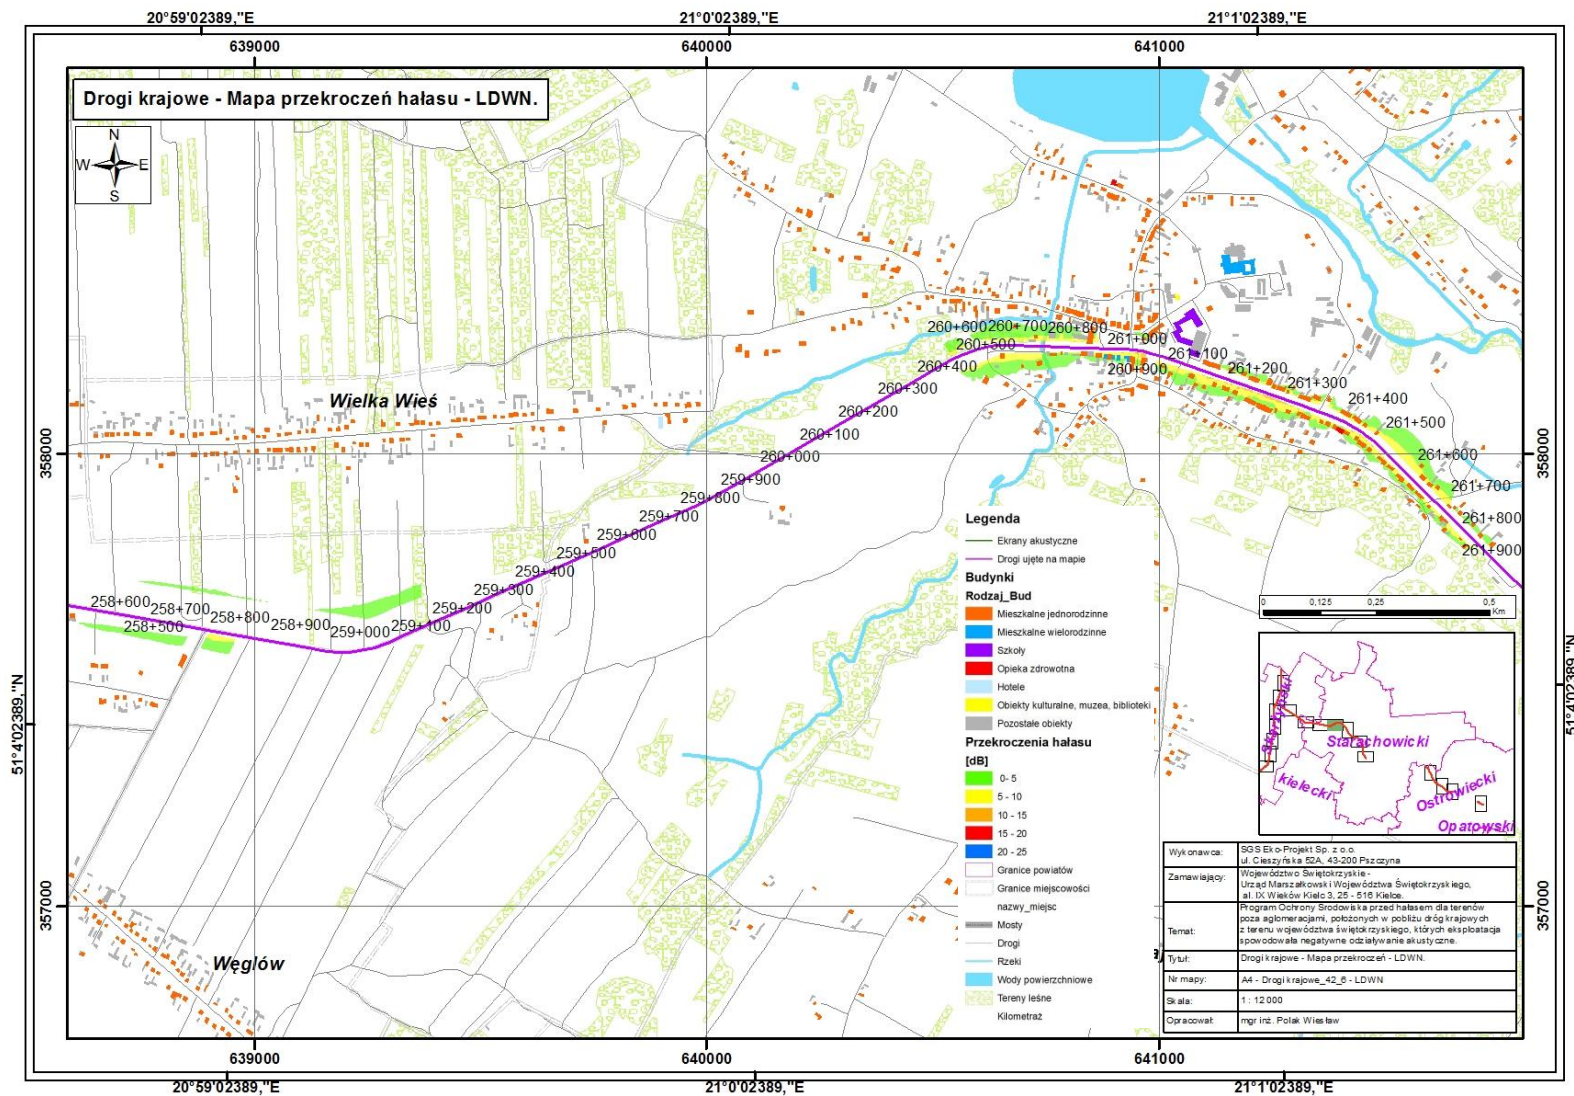 20°59'02389,"E
21°0'02389,"E
21°1'02389,"E
639000
640000
641000
Drogi krajowe - Mapa przekroczeń hałasu - LDWN.
N
W
E
S
260+600
260+700
260+800
260+500
261+000
260+400
261+100
260+900
261+200
260+300
261+300
Wielka Wieś
260+200
261+400
261+500
260+100
358000
358000
260+000
261+600
259+900
261+700
259+800
259+700
261+800
259+600
261+900
259+500
259+400
259+300
258+600
258+700
259+200
258+800
258+500
258+900
259+000
259+100
Legenda
Ekrany akustyczne
Drogi ujęte na mapie
Budynki
Rodzaj_Bud
Mieszkalne jednorodzinne
Mieszkalne wielorodzinne
Szkoły
Opieka zdrowotna
Hotele
Obiekty kulturalne, muzea, biblioteki
Pozostałe obiekty
Przekroczenia hałasu
[dB]
0- 5
5 - 10
10 - 15
15 - 20
20 - 25
Granice powiatów
Granice miejscowości
nazwy_miejsc
Mosty
Drogi
Rzeki
Wody powierzchniowe
Tereny leśne
Kilometraż
0
0,125
0,25
0,5
Km
51°4'02389,"N
51°4'02389,"N
Starachowicki
kielecki
Ostrowiecki
Opatowski
Wykonawca:
SGS Eko-Projekt Sp. z o.o.
ul. Cieszyńska 52A, 43-200 Pszczyna
Zamawiający:
Województwo Świętokrzyskie -
Urząd Marszałkowski Województwa Świętokrzyskiego,
al. IX Wieków Kielc 3, 25 - 516 Kielce.
Temat:
Program Ochrony Środowiska przed hałasem dla terenów
poza aglomeracjami, położonych w pobliżu dróg krajowych
z terenu województwa świętokrzyskiego, których eksploatacja
spowodowała negatywne odziaływanie akustyczne.
Tytuł:
Drogi krajowe - Mapa przekroczeń - LDWN.
Nr mapy:
A4 - Drogi krajowe_42_6 - LDWN
Skala:
1 : 12 000
Opracował:
mgr inż. Polak Wiesław
357000
357000
Węglów
639000
640000
641000
20°59'02389,"E
21°0'02389,"E
21°1'02389,"E